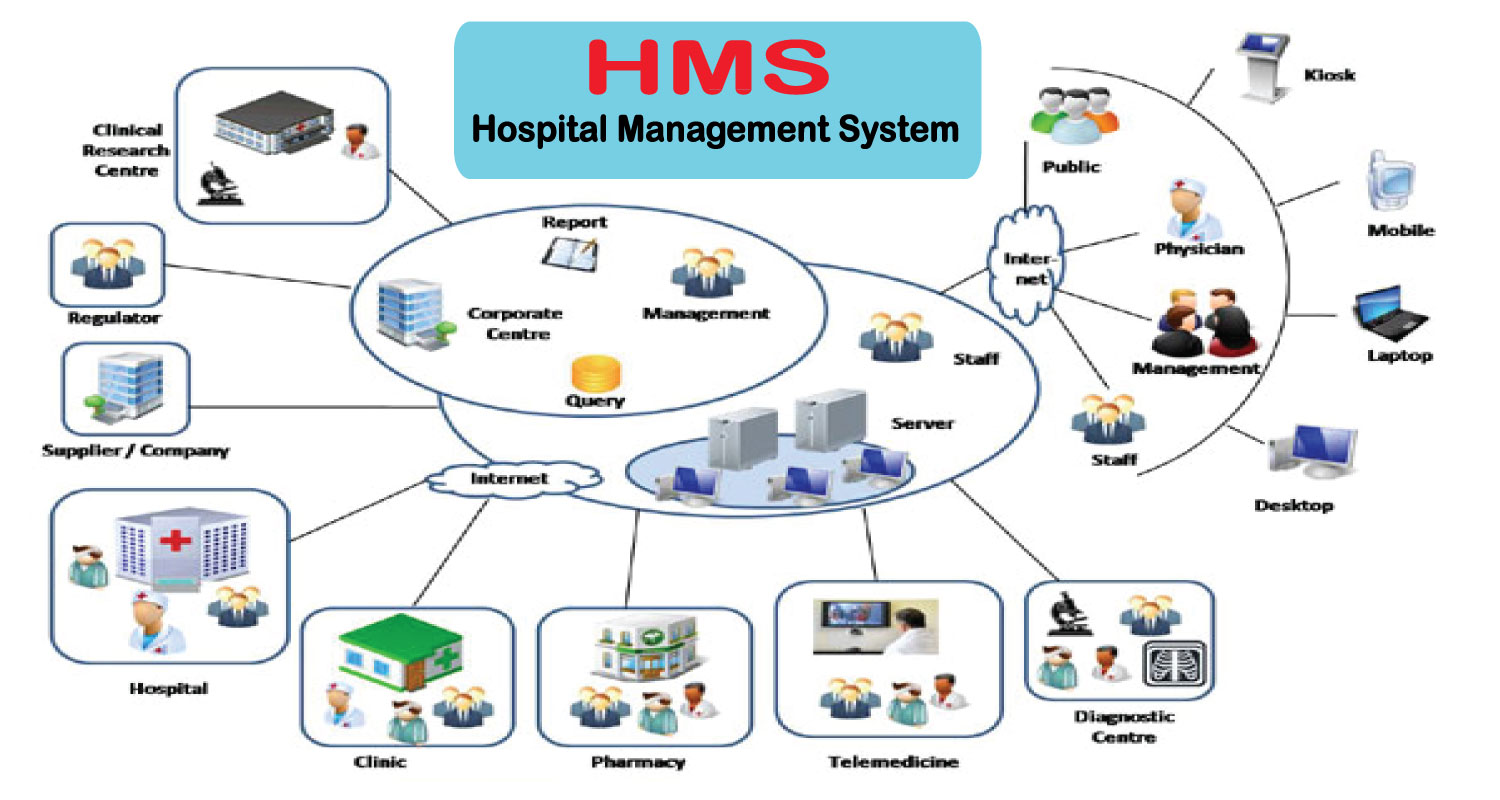 HMS
Hospital Management System
Clinical
Research
Centre
Regulator
Supplier / Company
Report
Corporate
Centre
Management
Query
Staff
Server
Internet
Inter-
net
Public
Physician
Management
Staff
Kiosk
Mobile
Laptop
Desktop
Hospital
Clinic
Pharmacy
Telemedicine
Diagnostic
Centre